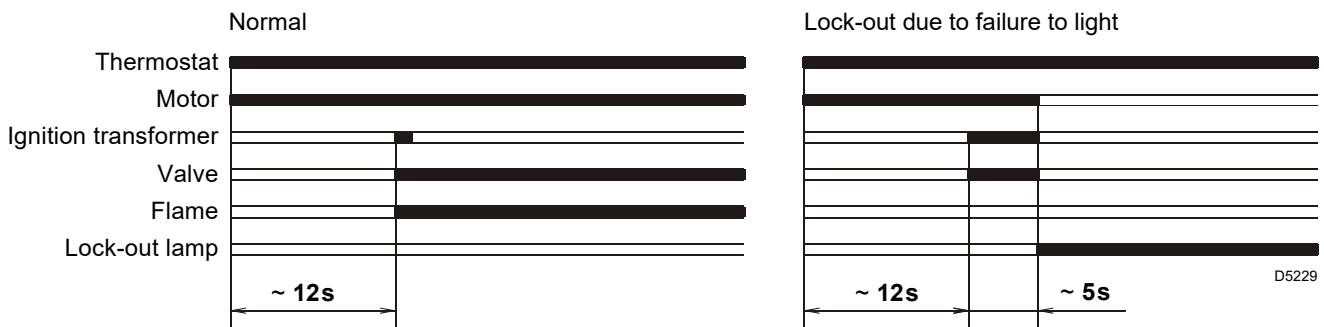 Normal
Lock-out due to failure to light
Thermostat
Motor
Ignition transformer
Valve
Flame
Lock-out lamp
D5229
~ 12s
~ 12s
~ 5s